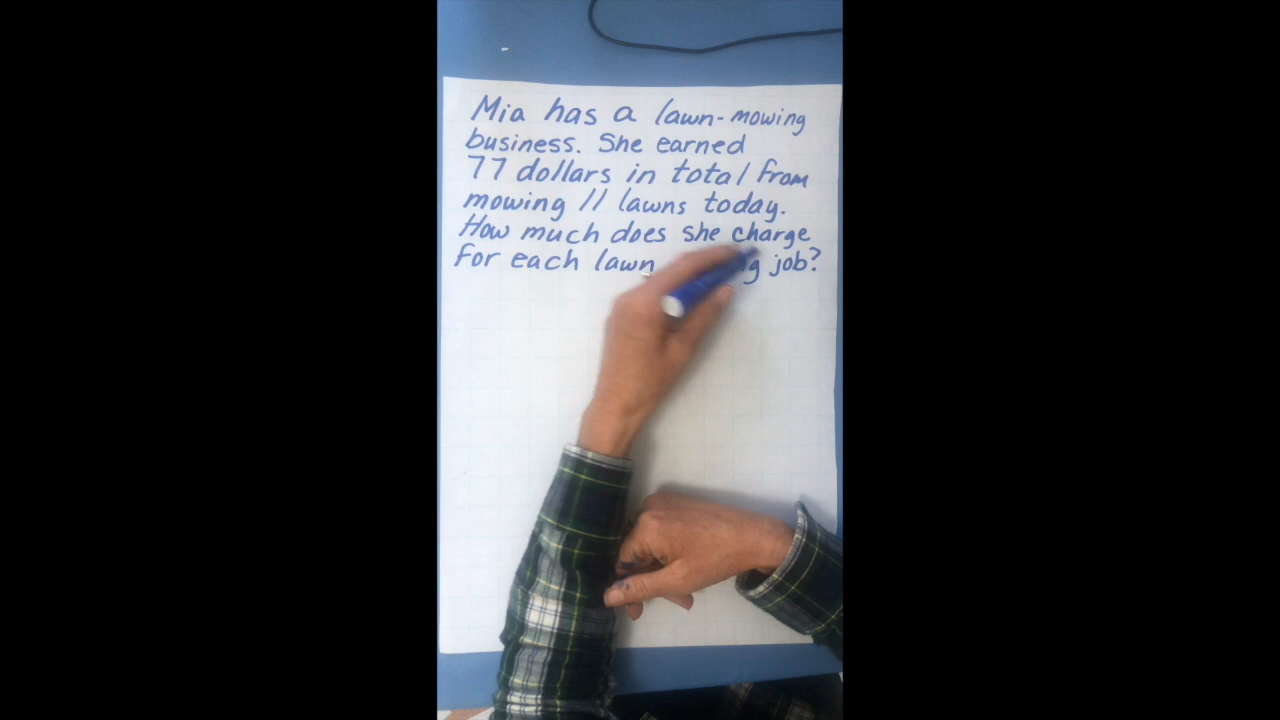 Mia has a lawn-mowing
business. She earned
77 dollars in total from
mowing 11 lawns today.
How much does she charge
for each lawn job?